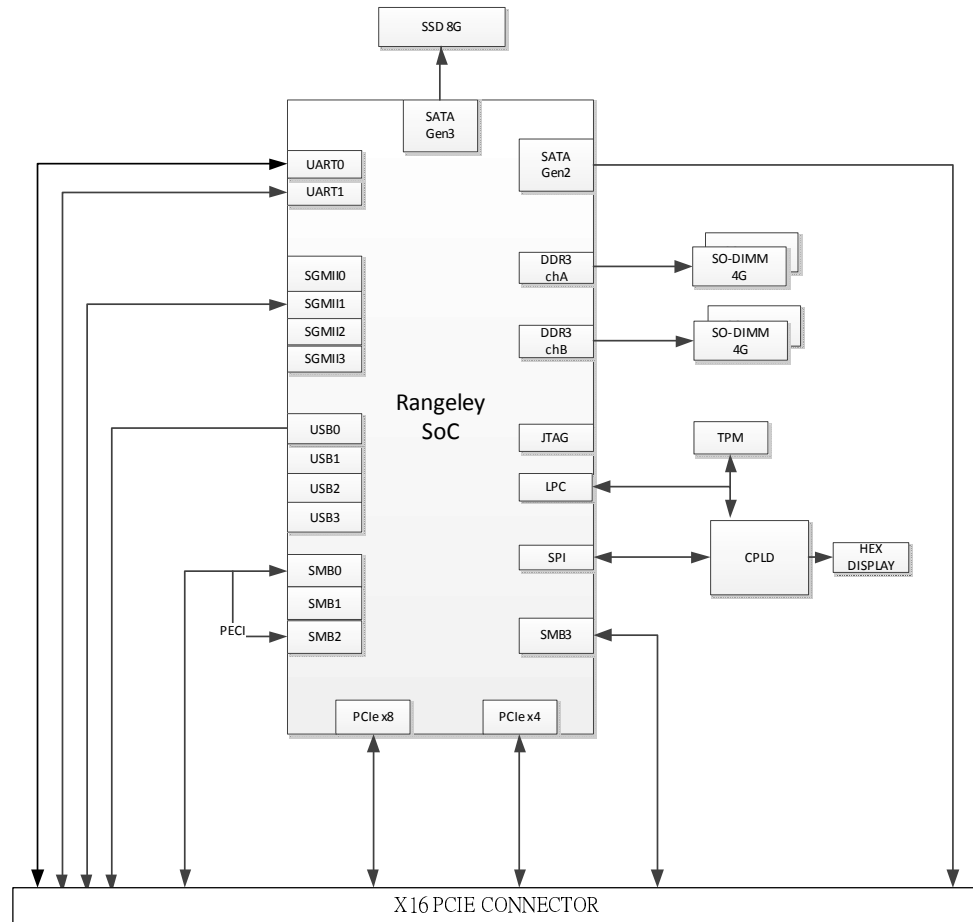 SSD 8G
SATA
Gen3
UART0
UART1
SATA
Gen2
SGMII0
SGMII1
SGMII2
SGMII3
DDR3
chA
SO-DIMM
4G
DDR3
chB
SO-DIMM
4G
Rangeley
SoC
USB0
USB1
USB2
USB3
JTAG
LPC
TPM
SPI
CPLD
HEX
DISPLAY
SMB0
SMB1
SMB2
PECI
SMB3
PCIe x8
PCIe x4
X16 PCIE CONNECTOR